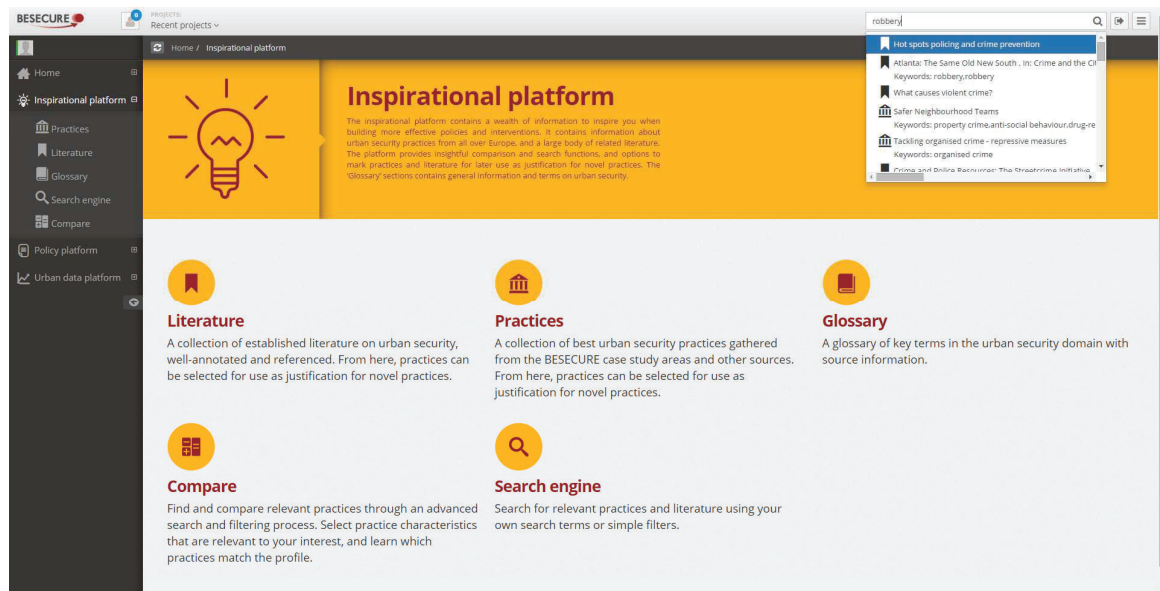 BESECURE
0
PROJECTS:
Recent projects
robbery
Home / Inspirational platform
Hot spots policing and crime prevention
Atlanta: The Same Old New South . In: Crime and the Ci
Keywords: robbery,robbery
What causes violent crime?
Safer Neighbourhood Teams
Keywords: property crime,anti-social behaviour,drug-re
Tackling organised crime - repressive measures
Keywords: organised crime
Crime and Police Resources: The Streetcrime Initiative
Home
Inspirational platform
Practices
Literature
Glossary
Search engine
Compare
Policy platform
Urban data platform
Inspirational platform
The inspirational platform contains a wealth of information to inspire you when
building more effective policies and interventions. It contains information about
urban security practices from all over Europe, and a large body of related literature.
The platform provides insightful comparison and search functions, and options to
mark practices and literature for later use as justification for novel practices. The
'Glossary' sections contains general information and terms on urban security.
Literature
A collection of established literature on urban security,
well-annotated and referenced. From here, practices can
be selected for use as justification for novel practices.
Practices
A collection of best urban security practices gathered
from the BESECURE case study areas and other sources.
From here, practices can be selected for use as
justification for novel practices.
Glossary
A glossary of key terms in the urban security domain with
source information.
Compare
Find and compare relevant practices through an advanced
search and filtering process. Select practice characteristics
that are relevant to your interest, and learn which
practices match the profile.
Search engine
Search for relevant practices and literature using your
own search terms or simple filters.